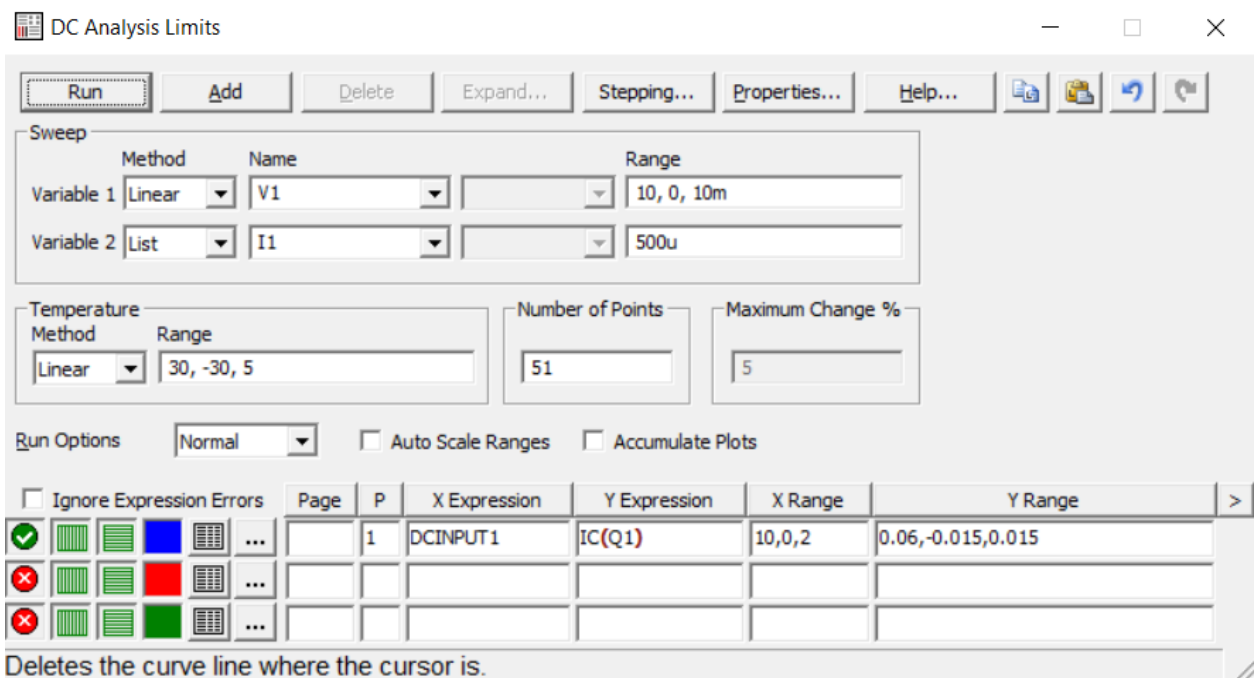 DC Analysis Limits
Run Add Delete Expand... Stepping... Properties... Help...
Sweep
Method Name Range
Variable 1 Linear V1 10, 0, 10m
Variable 2 List I1 500u
Temperature Number of Points Maximum Change %
Method Range
Linear 30, -30, 5 51 5
Run Options Normal Auto Scale Ranges Accumulate Plots
Ignore Expression Errors Page P X Expression Y Expression X Range Y Range >
... 1 DCINPUT1 IC(Q1) 10,0,2 0.06,-0.015,0.015
...
...
Deletes the curve line where the cursor is.